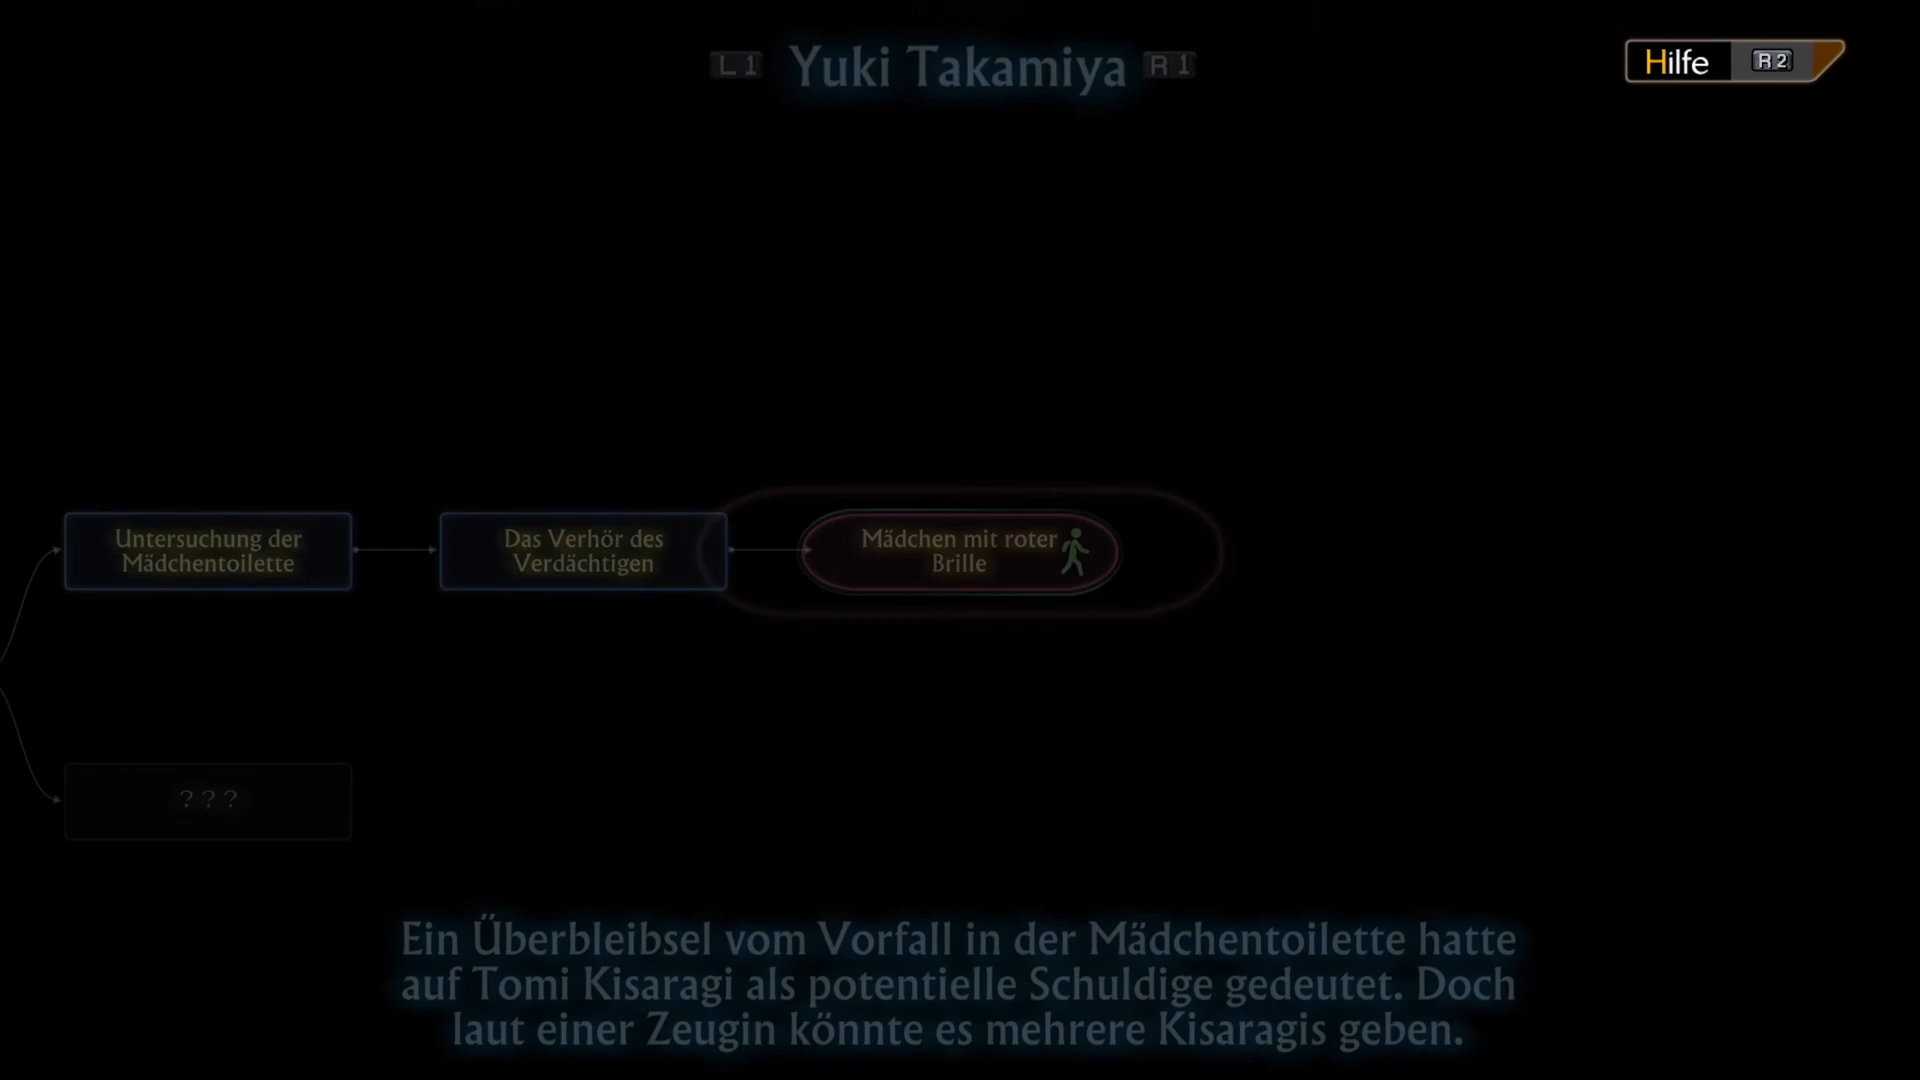 L1 Yuki Takamiya R1
Hilfe R2
Untersuchung der
Mädchentoilette
Das Verhör des
Verdächtigen
Mädchen mit roter
Brille
? ? ?
Ein Überbleibsel vom Vorfall in der Mädchentoilette hatte
auf Tomi Kisaragi als potentielle Schuldige gedeutet. Doch
laut einer Zeugin könnte es mehrere Kisaragis geben.